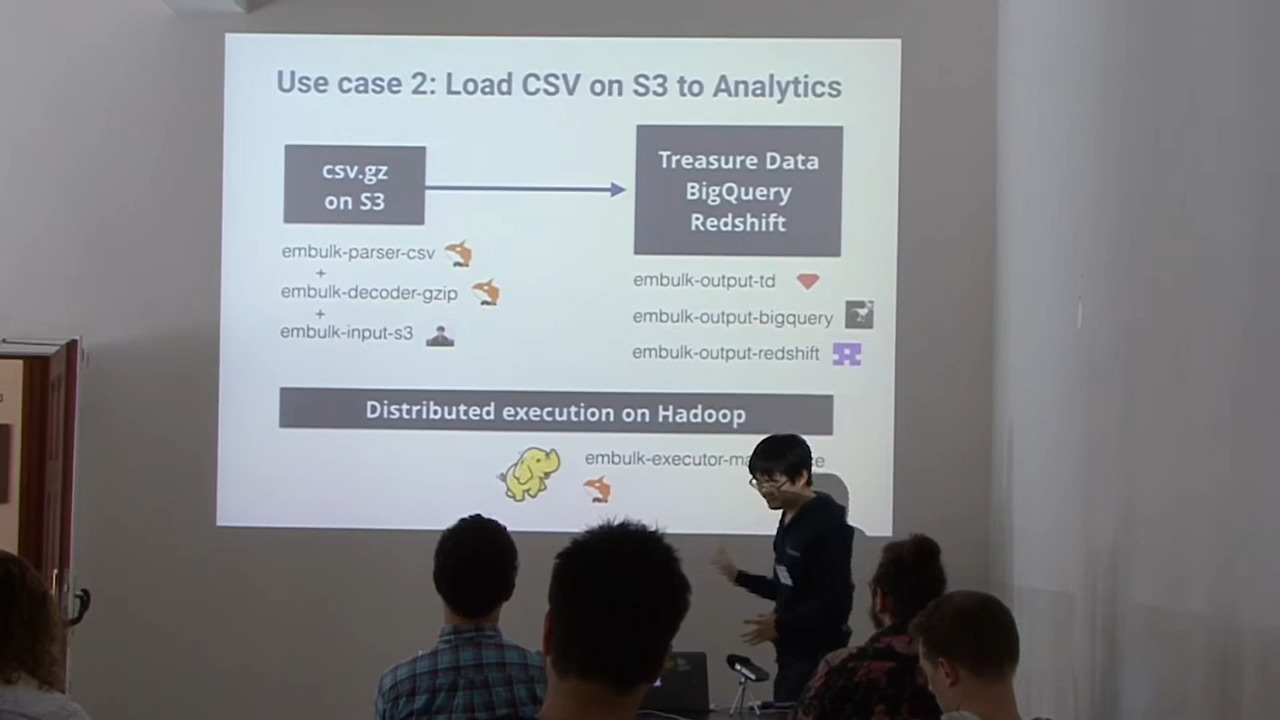 Use case 2: Load CSV on S3 to Analytics
csv.gz
on S3
Treasure Data
BigQuery
Redshift
embulk-parser-csv
+
embulk-decoder-gzip
+
embulk-input-s3
embulk-output-td
embulk-output-bigquery
embulk-output-redshift
Distributed execution on Hadoop